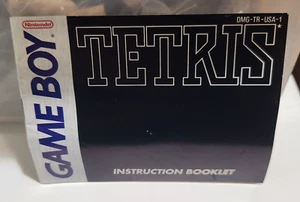 Nintendo
GAME BOY
DMG-TR-USA-1
TETRIS
INSTRUCTION BOOKLET